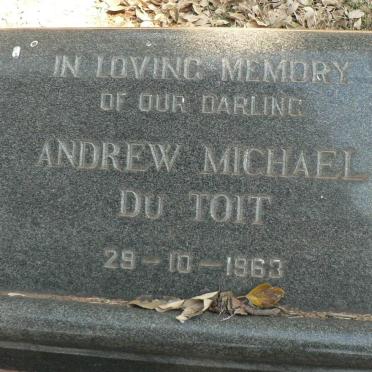 IN LOVING MEMORY
OF OUR DARLING
ANDREW MICHAEL
DU TOIT
29-10-1963